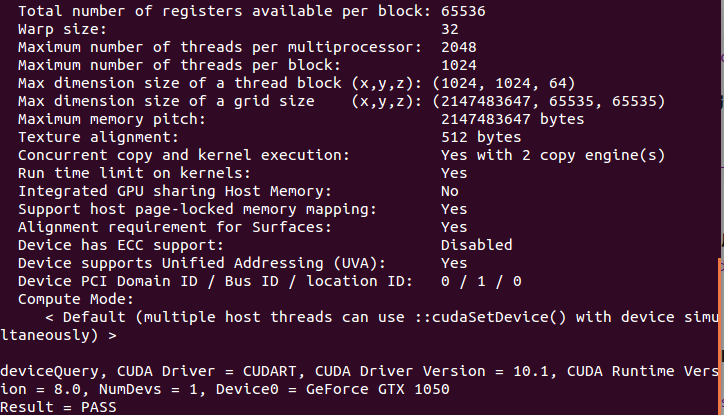 Total number of registers available per block: 65536
Warp size:                                     32
Maximum number of threads per multiprocessor:  2048
Maximum number of threads per block:           1024
Max dimension size of a thread block (x,y,z): (1024, 1024, 64)
Max dimension size of a grid size    (x,y,z): (2147483647, 65535, 65535)
Maximum memory pitch:                          2147483647 bytes
Texture alignment:                             512 bytes
Concurrent copy and kernel execution:          Yes with 2 copy engine(s)
Run time limit on kernels:                     Yes
Integrated GPU sharing Host Memory:            No
Support host page-locked memory mapping:       Yes
Alignment requirement for Surfaces:            Yes
Device has ECC support:                        Disabled
Device supports Unified Addressing (UVA):      Yes
Device PCI Domain ID / Bus ID / location ID:   0 / 1 / 0
Compute Mode:
< Default (multiple host threads can use ::cudaSetDevice() with device simu
ltaneously) >
deviceQuery, CUDA Driver = CUDART, CUDA Driver Version = 10.1, CUDA Runtime Vers
ion = 8.0, NumDevs = 1, Device0 = GeForce GTX 1050
Result = PASS